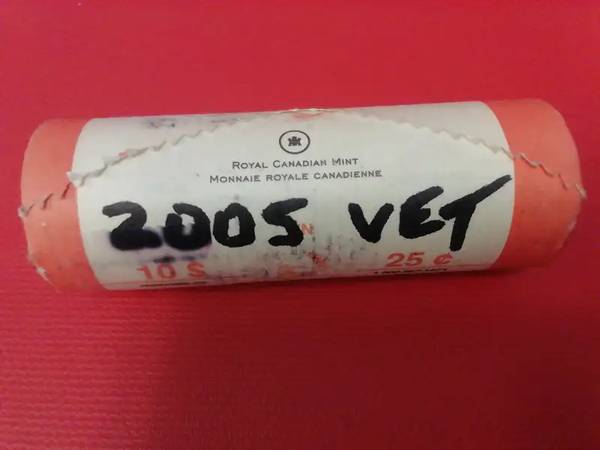 ROYAL CANADIAN MINT
MONNAIE ROYALE CANADIENNE
2005 VET
10 $ 25 ¢